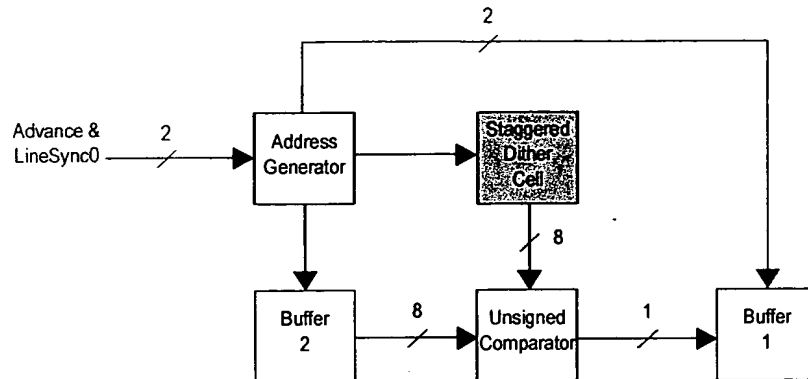 2
Advance &
LineSync0
2
Address
Generator
Staggered
Dither
Cell
8
Buffer
2
8
Unsigned
Comparator
1
Buffer
1